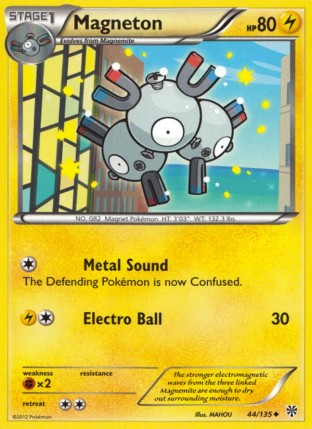 STAGE1
Magneton
HP80
Evolves from Magnemite
NO. 082 Magnet Pokémon HT: 3'03" WT: 132.3 lbs.
Metal Sound
The Defending Pokémon is now Confused.
Electro Ball 30
weakness resistance
×2
The stronger electromagnetic
waves from the three linked
Magnemite are enough to dry
out surrounding moisture.
retreat
©2012 Pokémon
Illus. MAHOU
44/135